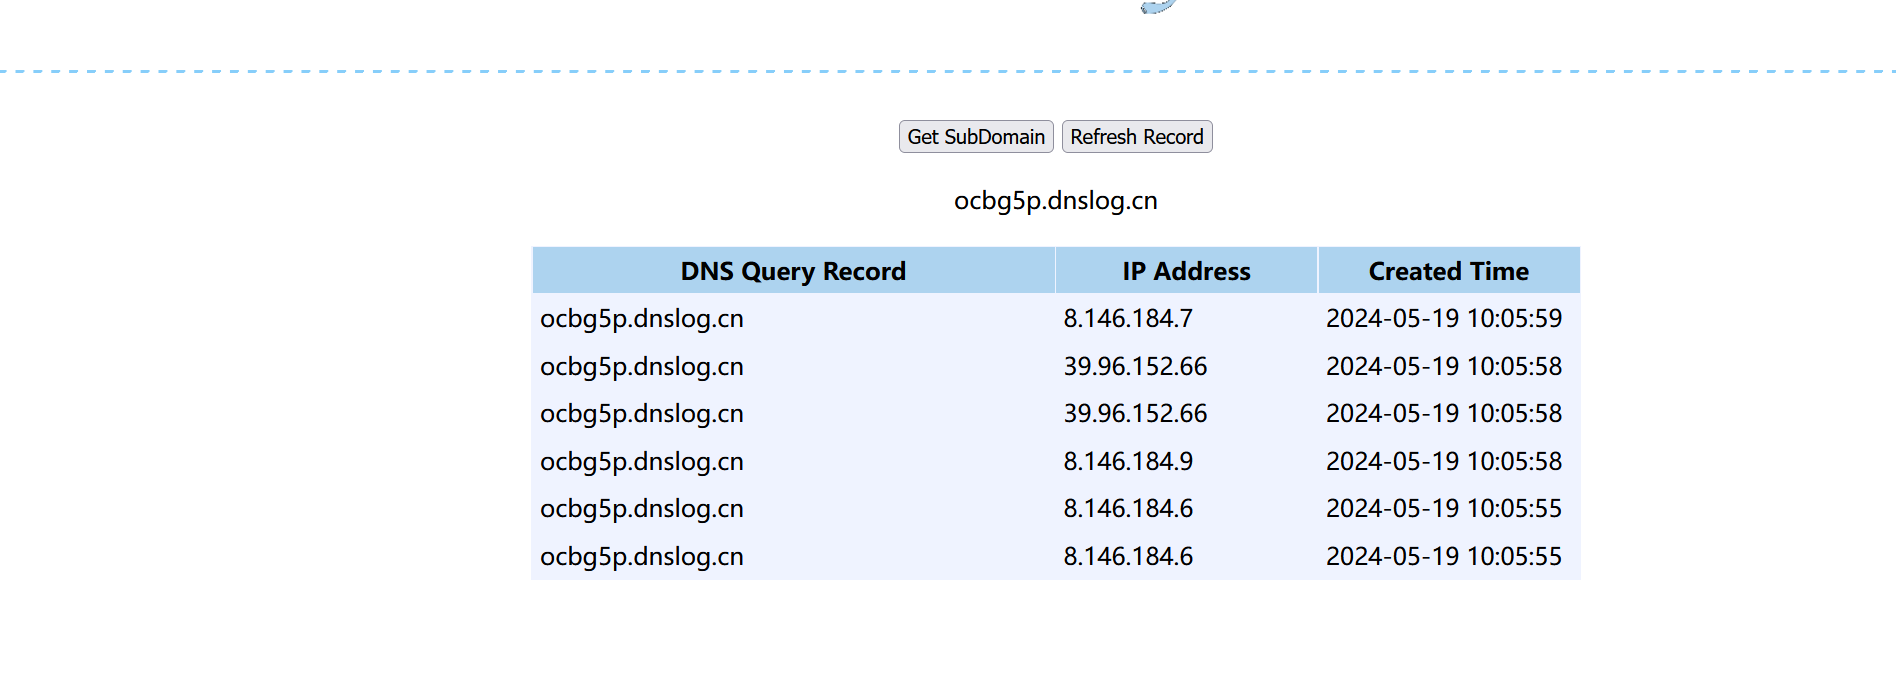 Get SubDomain Refresh Record
ocbg5p.dnslog.cn
DNS Query Record IP Address Created Time
ocbg5p.dnslog.cn 8.146.184.7 2024-05-19 10:05:59
ocbg5p.dnslog.cn 39.96.152.66 2024-05-19 10:05:58
ocbg5p.dnslog.cn 39.96.152.66 2024-05-19 10:05:58
ocbg5p.dnslog.cn 8.146.184.9 2024-05-19 10:05:58
ocbg5p.dnslog.cn 8.146.184.6 2024-05-19 10:05:55
ocbg5p.dnslog.cn 8.146.184.6 2024-05-19 10:05:55